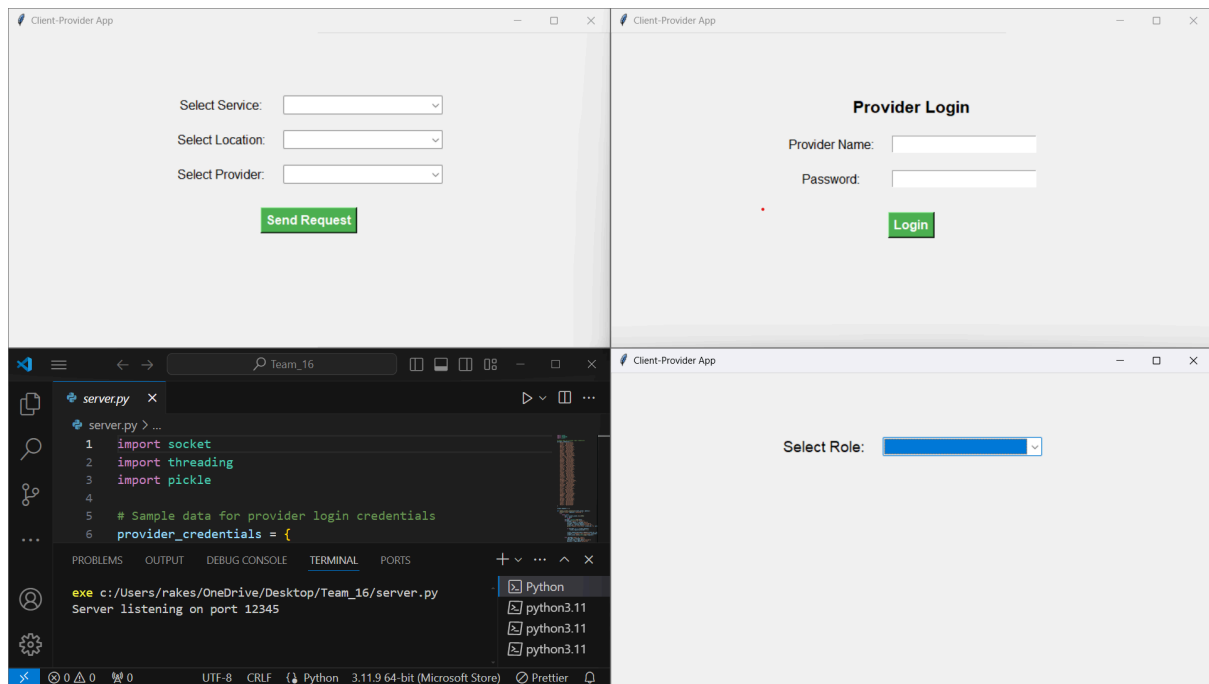 Client-Provider App
Select Service:
Select Location:
Select Provider:
Send Request
Client-Provider App
Provider Login
Provider Name:
Password:
Login
Team_16
server.py
server.py > ...
1 import socket
2 import threading
3 import pickle
4
5 # Sample data for provider login credentials
6 provider_credentials = {
PROBLEMS OUTPUT DEBUG CONSOLE TERMINAL PORTS
exe c:/Users/rakes/OneDrive/Desktop/Team_16/server.py
Server listening on port 12345
Python
python3.11
python3.11
python3.11
0 0 0 UTF-8 CRLF Python 3.11.9 64-bit (Microsoft Store) Prettier
Client-Provider App
Select Role: